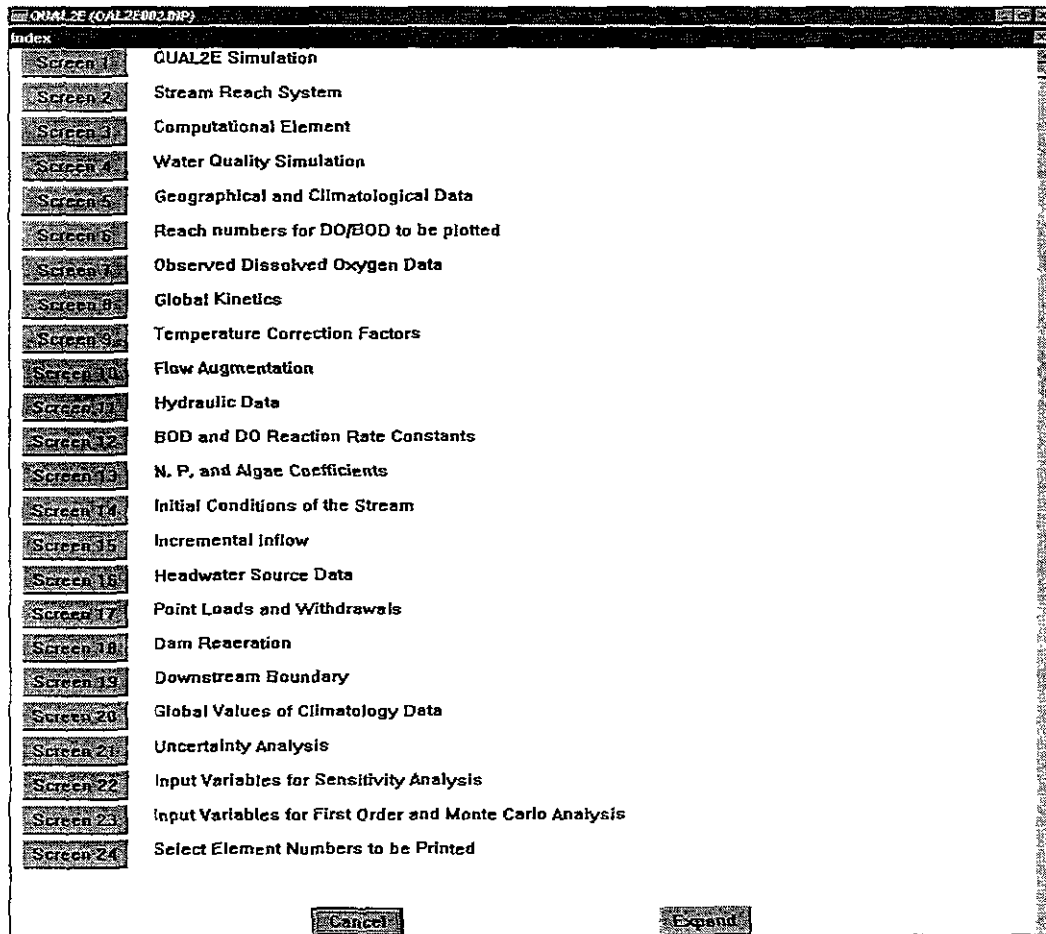 QUAL2E (QAL2E002.INP)
Index
Screen 1 QUAL2E Simulation
Screen 2 Stream Reach System
Screen 3 Computational Element
Screen 4 Water Quality Simulation
Screen 5 Geographical and Climatological Data
Screen 6 Reach numbers for DO/BOD to be plotted
Screen 7 Observed Dissolved Oxygen Data
Screen 8 Global Kinetics
Screen 9 Temperature Correction Factors
Screen 10 Flow Augmentation
Screen 11 Hydraulic Data
Screen 12 BOD and DO Reaction Rate Constants
Screen 13 N, P, and Algae Coefficients
Screen 14 Initial Conditions of the Stream
Screen 15 Incremental Inflow
Screen 16 Headwater Source Data
Screen 17 Point Loads and Withdrawals
Screen 18 Dam Reaeration
Screen 19 Downstream Boundary
Screen 20 Global Values of Climatology Data
Screen 21 Uncertainty Analysis
Screen 22 Input Variables for Sensitivity Analysis
Screen 23 Input Variables for First Order and Monte Carlo Analysis
Screen 24 Select Element Numbers to be Printed
Cancel Expand